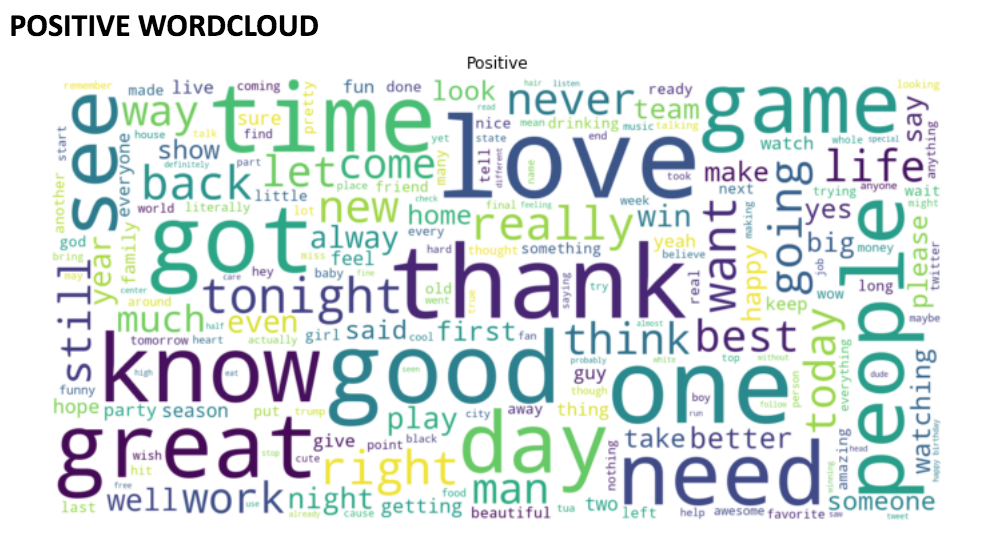 POSITIVE WORDCLOUD
Positive
remember made live coming pretty fun done look hair listen ready looking
see way time sure find read never team game say
start house talk yet nice mean drinking music talking watch whole special anything
everyone show definitely part let come many love state end different name tell took make life
another back little place friend check week next trying anyone wait
world literally lot new home final feeling really win want making going yes might
god got alway every hard thought something yeah believe big money please
bring year family miss feel thank happy job people twitter
may still center care hey baby fine old went true saying try real keep wow long
around tonight maybe
much half even girl said cool first fan think almost best today
tomorrow heart actually probably white top without everything watching
know high eat good seen guy one boy person dude
funny though run follow
hope party season put trump play city away thing
great wish give point black day nothing take better need amazing head happy birthday
hit stop cute right winning
last free well work use night already cause getting food man beautiful tua two left help awesome favorite saw someone tweet